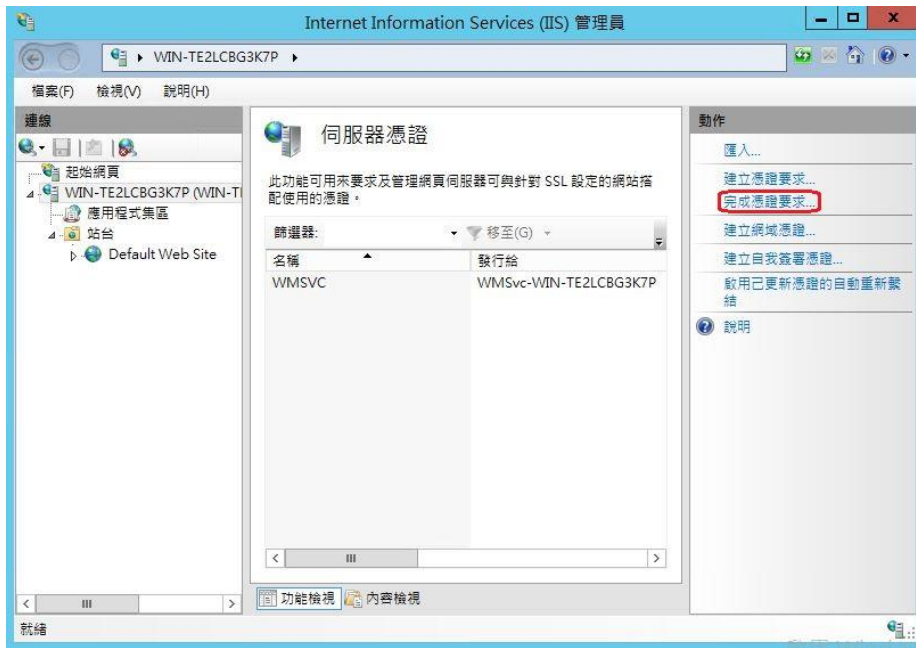 Internet Information Services (IIS) 管理員
WIN-TE2LCBG3K7P
檔案(F) 檢視(V) 說明(H)
連線
起始網頁
WIN-TE2LCBG3K7P (WIN-TI
應用程式集區
站台
Default Web Site
伺服器憑證
此功能可用來要求及管理網頁伺服器可與針對 SSL 設定的網站搭
配使用的憑證。
篩選器: 移至(G)
名稱 發行給
WMSVC WMSvc-WIN-TE2LCBG3K7P
功能檢視 內容檢視
動作
匯入...
建立憑證要求...
完成憑證要求...
建立網域憑證...
建立自我簽署憑證...
啟用已更新憑證的自動重新繫
結
說明
就緒